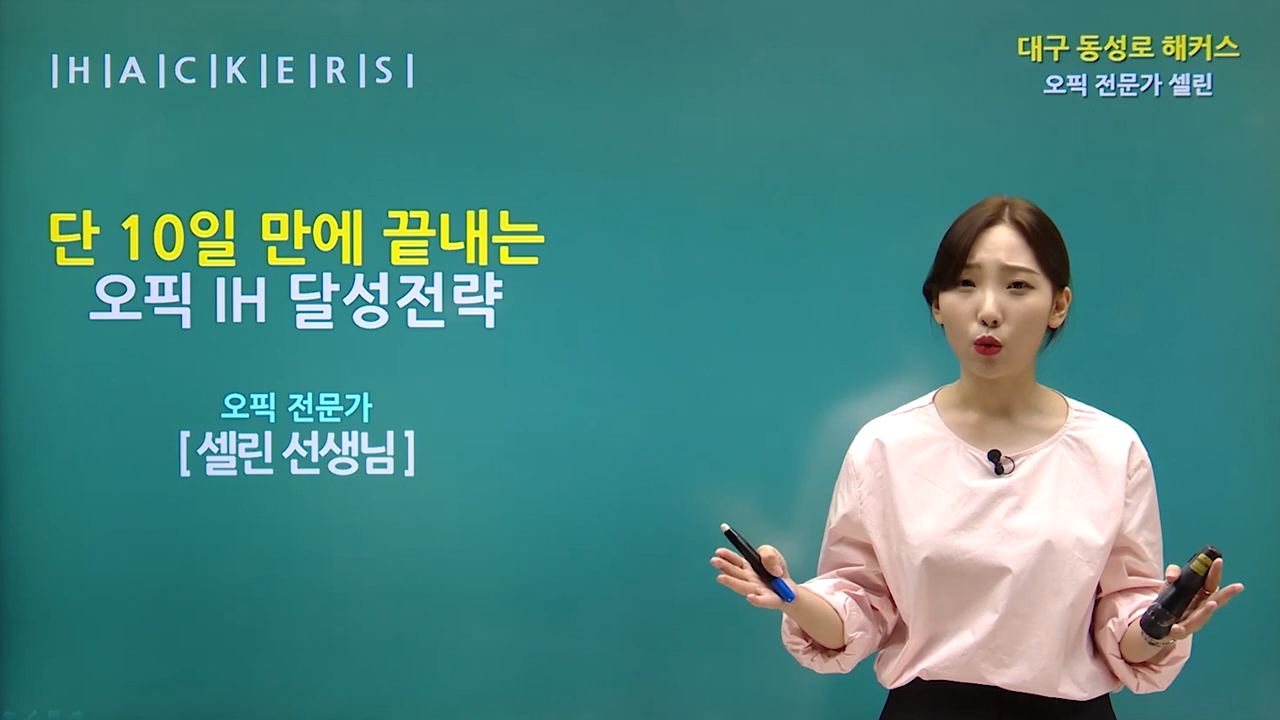 |H|A|C|K|E|R|S|
대구 동성로 해커스
오픽 전문가 셀린
단 10일 만에 끝내는
오픽 IH 달성전략
오픽 전문가
[ 셀린 선생님 ]